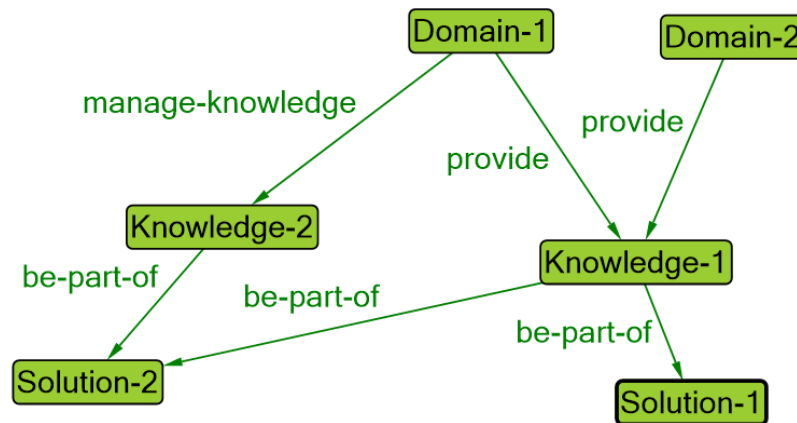 Domain-1
Domain-2
manage-knowledge
provide
provide
Knowledge-2
Knowledge-1
be-part-of
be-part-of
be-part-of
Solution-2
Solution-1